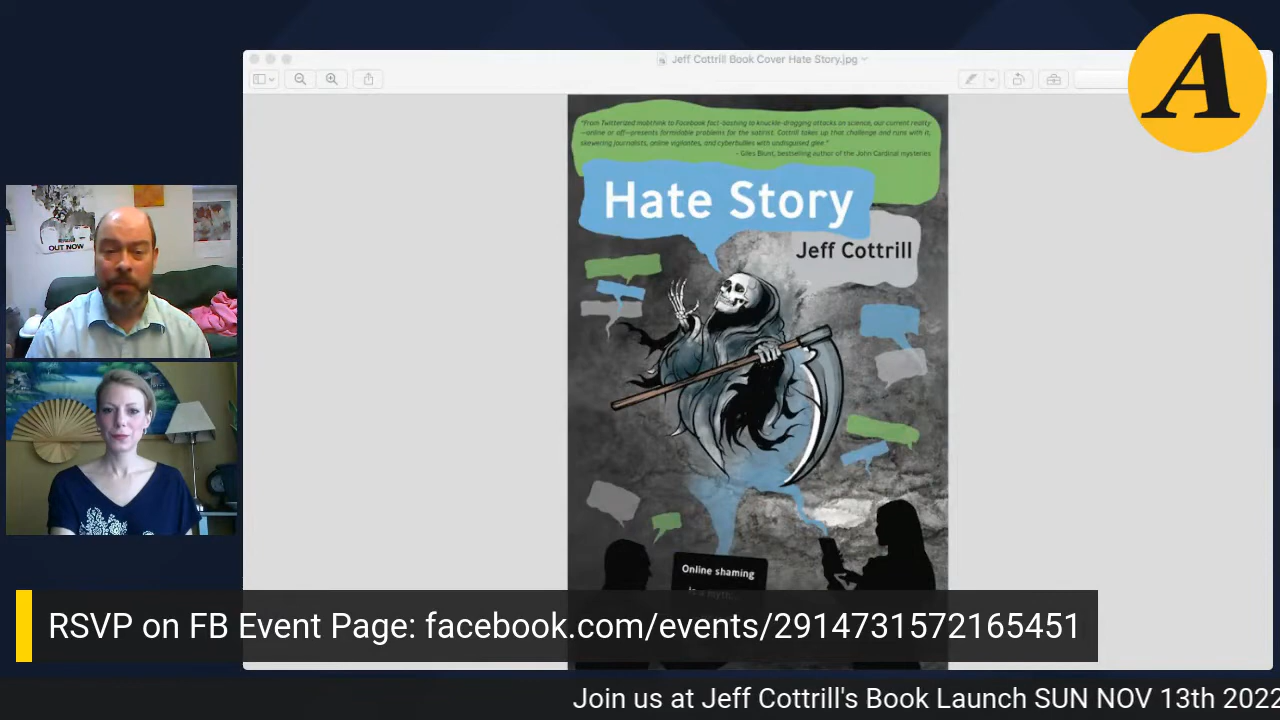 Jeff Cottrill Book Cover Hate Story.jpg
A
"From Twitterized mobthink to Facebook fact-bashing to knuckle-dragging attacks on science, our current reality
—online or off—presents formidable problems for the satirist. Cottrill takes up that challenge and runs with it,
skewering journalists, online vigilantes, and cyberbullies with undisguised glee."
– Giles Blunt, bestselling author of the John Cardinal mysteries
Hate Story
Jeff Cottrill
OUT NOW
Online shaming
is a myth...
RSVP on FB Event Page: facebook.com/events/2914731572165451
Join us at Jeff Cottrill's Book Launch SUN NOV 13th 2022